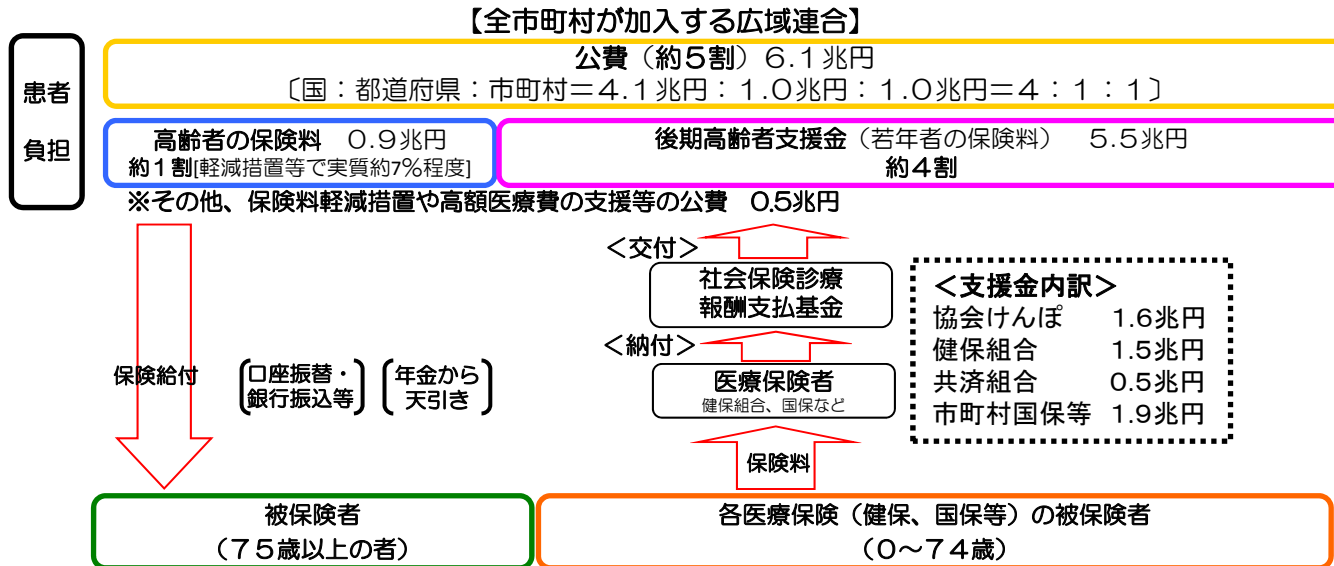 【全市町村が加入する広域連合】
患者
負担
公費（約５割）６.１兆円
〔国：都道府県：市町村＝４.１兆円：１.０兆円：１.０兆円＝４：１：１〕
高齢者の保険料　０.９兆円
約１割[軽減措置等で実質約7％程度]
後期高齢者支援金（若年者の保険料）　５.５兆円
約４割
※その他、保険料軽減措置や高額医療費の支援等の公費　0.5兆円
＜交付＞
社会保険診療
報酬支払基金
＜納付＞
医療保険者
健保組合、国保など
保険料
保険給付
口座振替・
銀行振込等
年金から
天引き
＜支援金内訳＞
協会けんぽ　1.6兆円
健保組合　1.5兆円
共済組合　0.5兆円
市町村国保等　1.9兆円
被保険者
（７５歳以上の者）
各医療保険（健保、国保等）の被保険者
（０～７４歳）